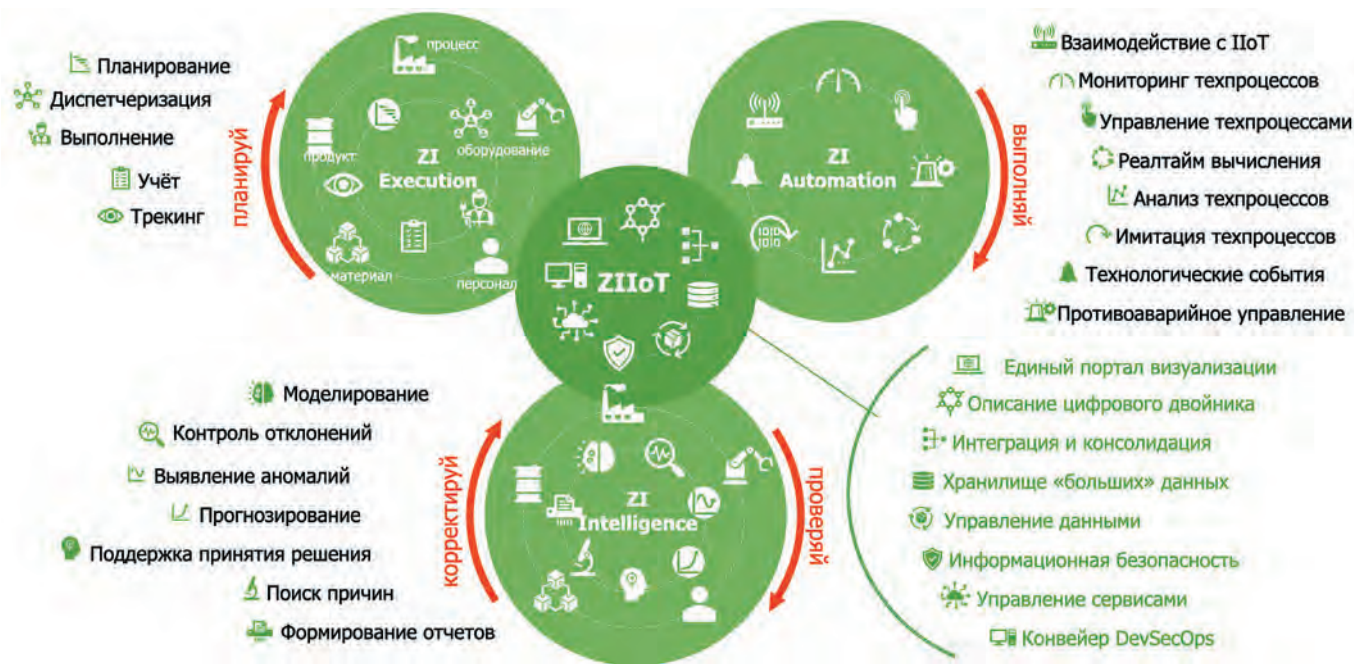 Планирование
Диспетчеризация
Выполнение
Учёт
Трекинг
планируй
процесс
продукт
оборудование
ZI
Execution
материал
персонал
ZI
Automation
выполняй
Взаимодействие с IIoT
Мониторинг техпроцессов
Управление техпроцессами
Реалтайм вычисления
Анализ техпроцессов
Имитация техпроцессов
Технологические события
Противоаварийное управление
ZIIoT
1010
1010
Моделирование
Контроль отклонений
Выявление аномалий
Прогнозирование
Поддержка принятия решения
Поиск причин
Формирование отчетов
корректируй
ZI
Intelligence
проверяй
Единый портал визуализации
Описание цифрового двойника
Интеграция и консолидация
Хранилище «больших» данных
Управление данными
Информационная безопасность
Управление сервисами
Конвейер DevSecOps